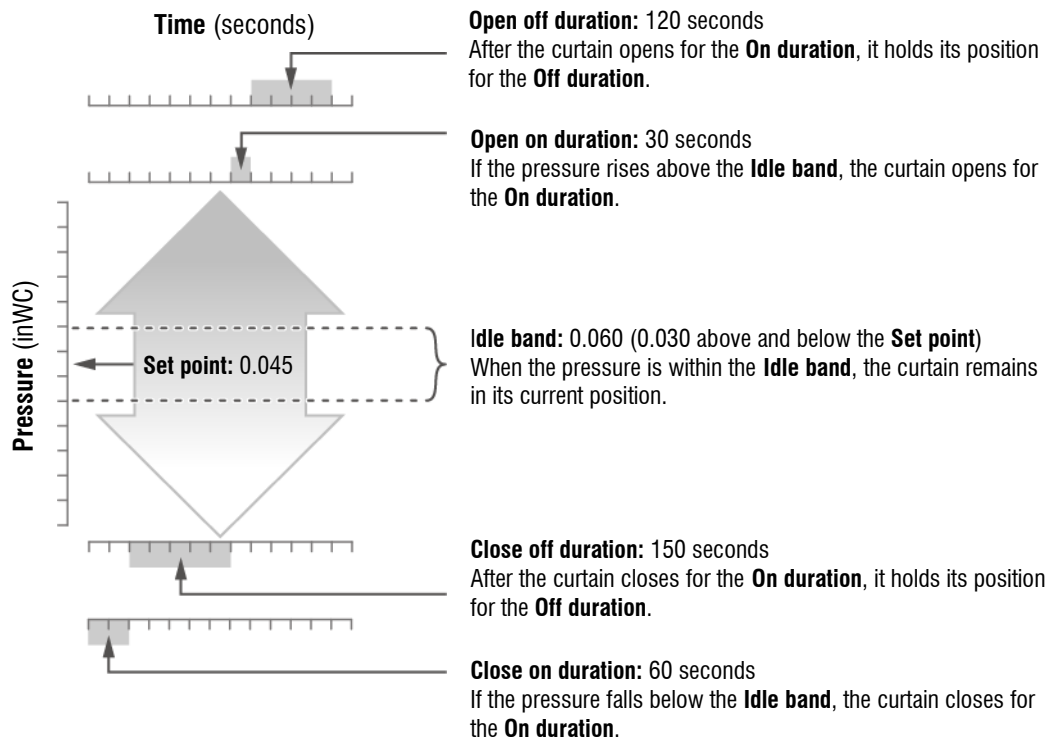 Time (seconds)
Open off duration: 120 seconds
After the curtain opens for the On duration, it holds its position
for the Off duration.
Open on duration: 30 seconds
If the pressure rises above the Idle band, the curtain opens for
the On duration.
Pressure (inWC)
Set point: 0.045
Idle band: 0.060 (0.030 above and below the Set point)
When the pressure is within the Idle band, the curtain remains
in its current position.
Close off duration: 150 seconds
After the curtain closes for the On duration, it holds its position
for the Off duration.
Close on duration: 60 seconds
If the pressure falls below the Idle band, the curtain closes for
the On duration.